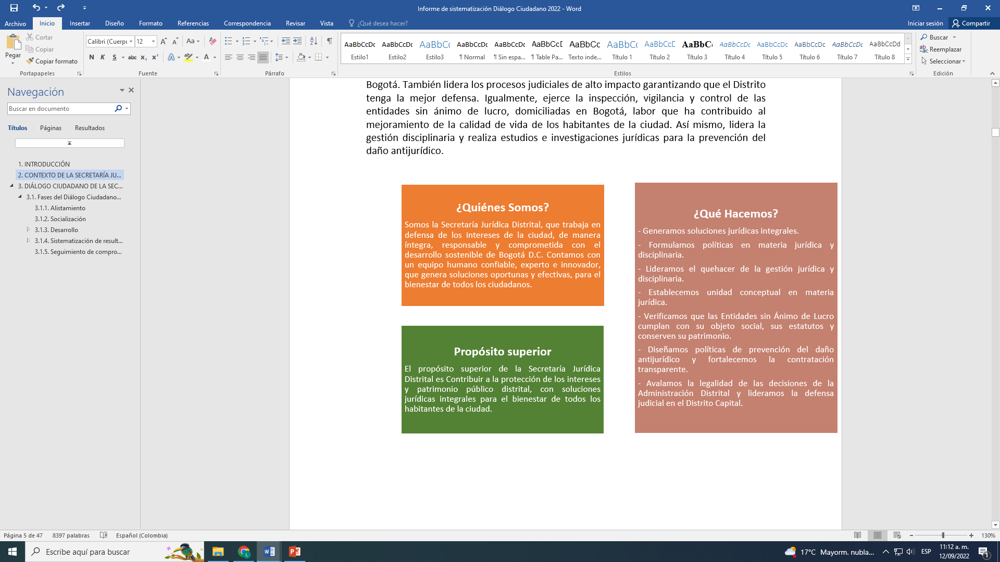 Informe de sistematización Diálogo Ciudadano 2022 - Word
Archivo
Inicio
Insertar
Diseño
Formato
Referencias
Correspondencia
Revisar
Vista
¿Qué desea hacer?
Iniciar sesión
Compartir
Pegar
Cortar
Copiar
Copiar formato
Portapapeles
Calibri (Cuerpo
12
Aa
N K S abc x₂ x²
Fuente
Párrafo
AaBbCcDc
Estilo1
AaBbCcDc
Estilo2
AaBbC
Estilo3
AaBbCcDc
¶ Normal
AaBbCcDc
¶ Sin espa...
AaBbCcD
¶ Table Pa...
AaBbCc
Texto inde...
AaBbC
Título 1
AaBbCcD
Título 2
AaBbC
Título 3
AaBbCcDc
Título 4
AaBbCcDc
Título 5
AaBbCcDc
Título 6
AaBbCcDc
Título 7
AaBbCcDd
Título 8
Estilos
Buscar
Reemplazar
Seleccionar
Edición
Navegación
Buscar en documento
Títulos
Páginas
Resultados
1. INTRODUCCIÓN
2. CONTEXTO DE LA SECRETARÍA JU...
3. DIÁLOGO CIUDADANO DE LA SEC...
3.1. Fases del Diálogo Ciudadano...
3.1.1. Alistamiento
3.1.2. Socialización
3.1.3. Desarrollo
3.1.4. Sistematización de result...
3.1.5. Seguimiento de compro...
Bogotá. También lidera los procesos judiciales de alto impacto garantizando que el Distrito
tenga la mejor defensa. Igualmente, ejerce la inspección, vigilancia y control de las
entidades sin ánimo de lucro, domiciliadas en Bogotá, labor que ha contribuido al
mejoramiento de la calidad de vida de los habitantes de la ciudad. Así mismo, lidera la
gestión disciplinaria y realiza estudios e investigaciones jurídicas para la prevención del
daño antijurídico.
¿Quiénes Somos?
Somos la Secretaría Jurídica Distrital, que trabaja en
defensa de los intereses de la ciudad, de manera
íntegra, responsable y comprometida con el
desarrollo sostenible de Bogotá D.C. Contamos con
un equipo humano confiable, experto e innovador,
que genera soluciones oportunas y efectivas, para el
bienestar de todos los ciudadanos.
Propósito superior
El propósito superior de la Secretaría Jurídica
Distrital es Contribuir a la protección de los intereses
y patrimonio público distrital, con soluciones
jurídicas integrales para el bienestar de todos los
habitantes de la ciudad.
¿Qué Hacemos?
- Generamos soluciones jurídicas integrales.
- Formulamos políticas en materia jurídica y
disciplinaria.
- Lideramos el quehacer de la gestión jurídica y
disciplinaria.
- Establecemos unidad conceptual en materia
jurídica.
- Verificamos que las Entidades sin Ánimo de Lucro
cumplan con su objeto social, sus estatutos y
conserven su patrimonio.
- Diseñamos políticas de prevención del daño
antijurídico y fortalecemos la contratación
transparente.
- Avalamos la legalidad de las decisiones de la
Administración Distrital y lideramos la defensa
judicial en el Distrito Capital.
Página 5 de 47
8397 palabras
Español (Colombia)
130%
Escribe aquí para buscar
17°C Mayorm. nubla...
ESP
11:12 a. m.
12/09/2022
1